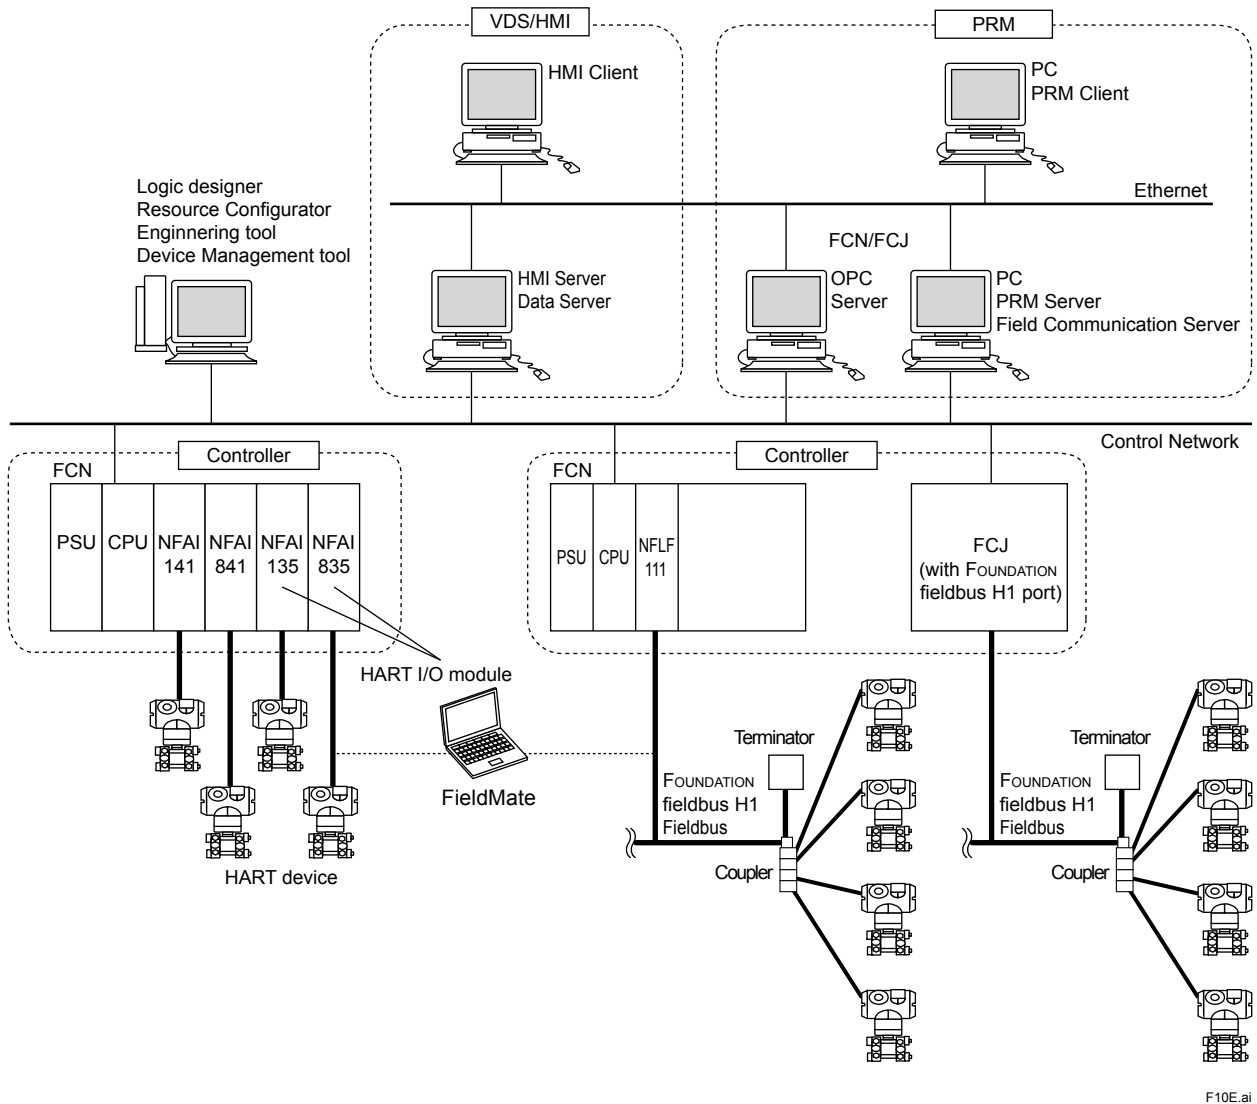 VDS/HMI
PRM
HMI Client
PC
PRM Client
Ethernet
Logic designer
Resource Configurator
Enginnering tool
Device Management tool
HMI Server
Data Server
FCN/FCJ
OPC
Server
PC
PRM Server
Field Communication Server
Control Network
Controller
FCN
PSU
CPU
NFAI
141
NFAI
841
NFAI
135
NFAI
835
HART I/O module
HART device
FieldMate
Controller
FCN
PSU
CPU
NFLF
111
FCJ
(with FOUNDATION
fieldbus H1 port)
Terminator
FOUNDATION
fieldbus H1
Fieldbus
Coupler
Terminator
FOUNDATION
fieldbus H1
Fieldbus
Coupler
F10E.ai